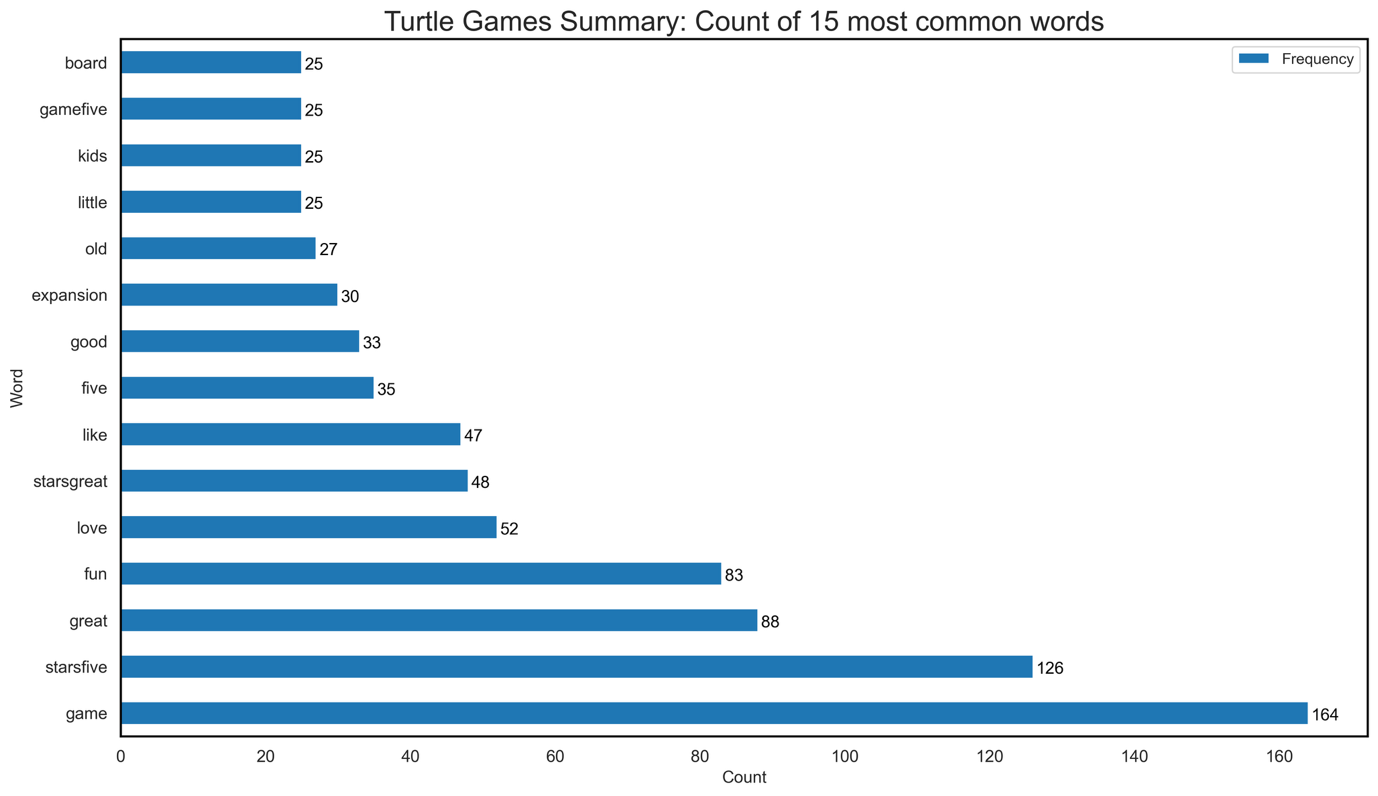 Turtle Games Summary: Count of 15 most common words
Frequency
board 25
gamefive 25
kids 25
little 25
old 27
expansion 30
good 33
five 35
like 47
starsgreat 48
love 52
fun 83
great 88
starsfive 126
game 164
Word
0 20 40 60 80 100 120 140 160
Count